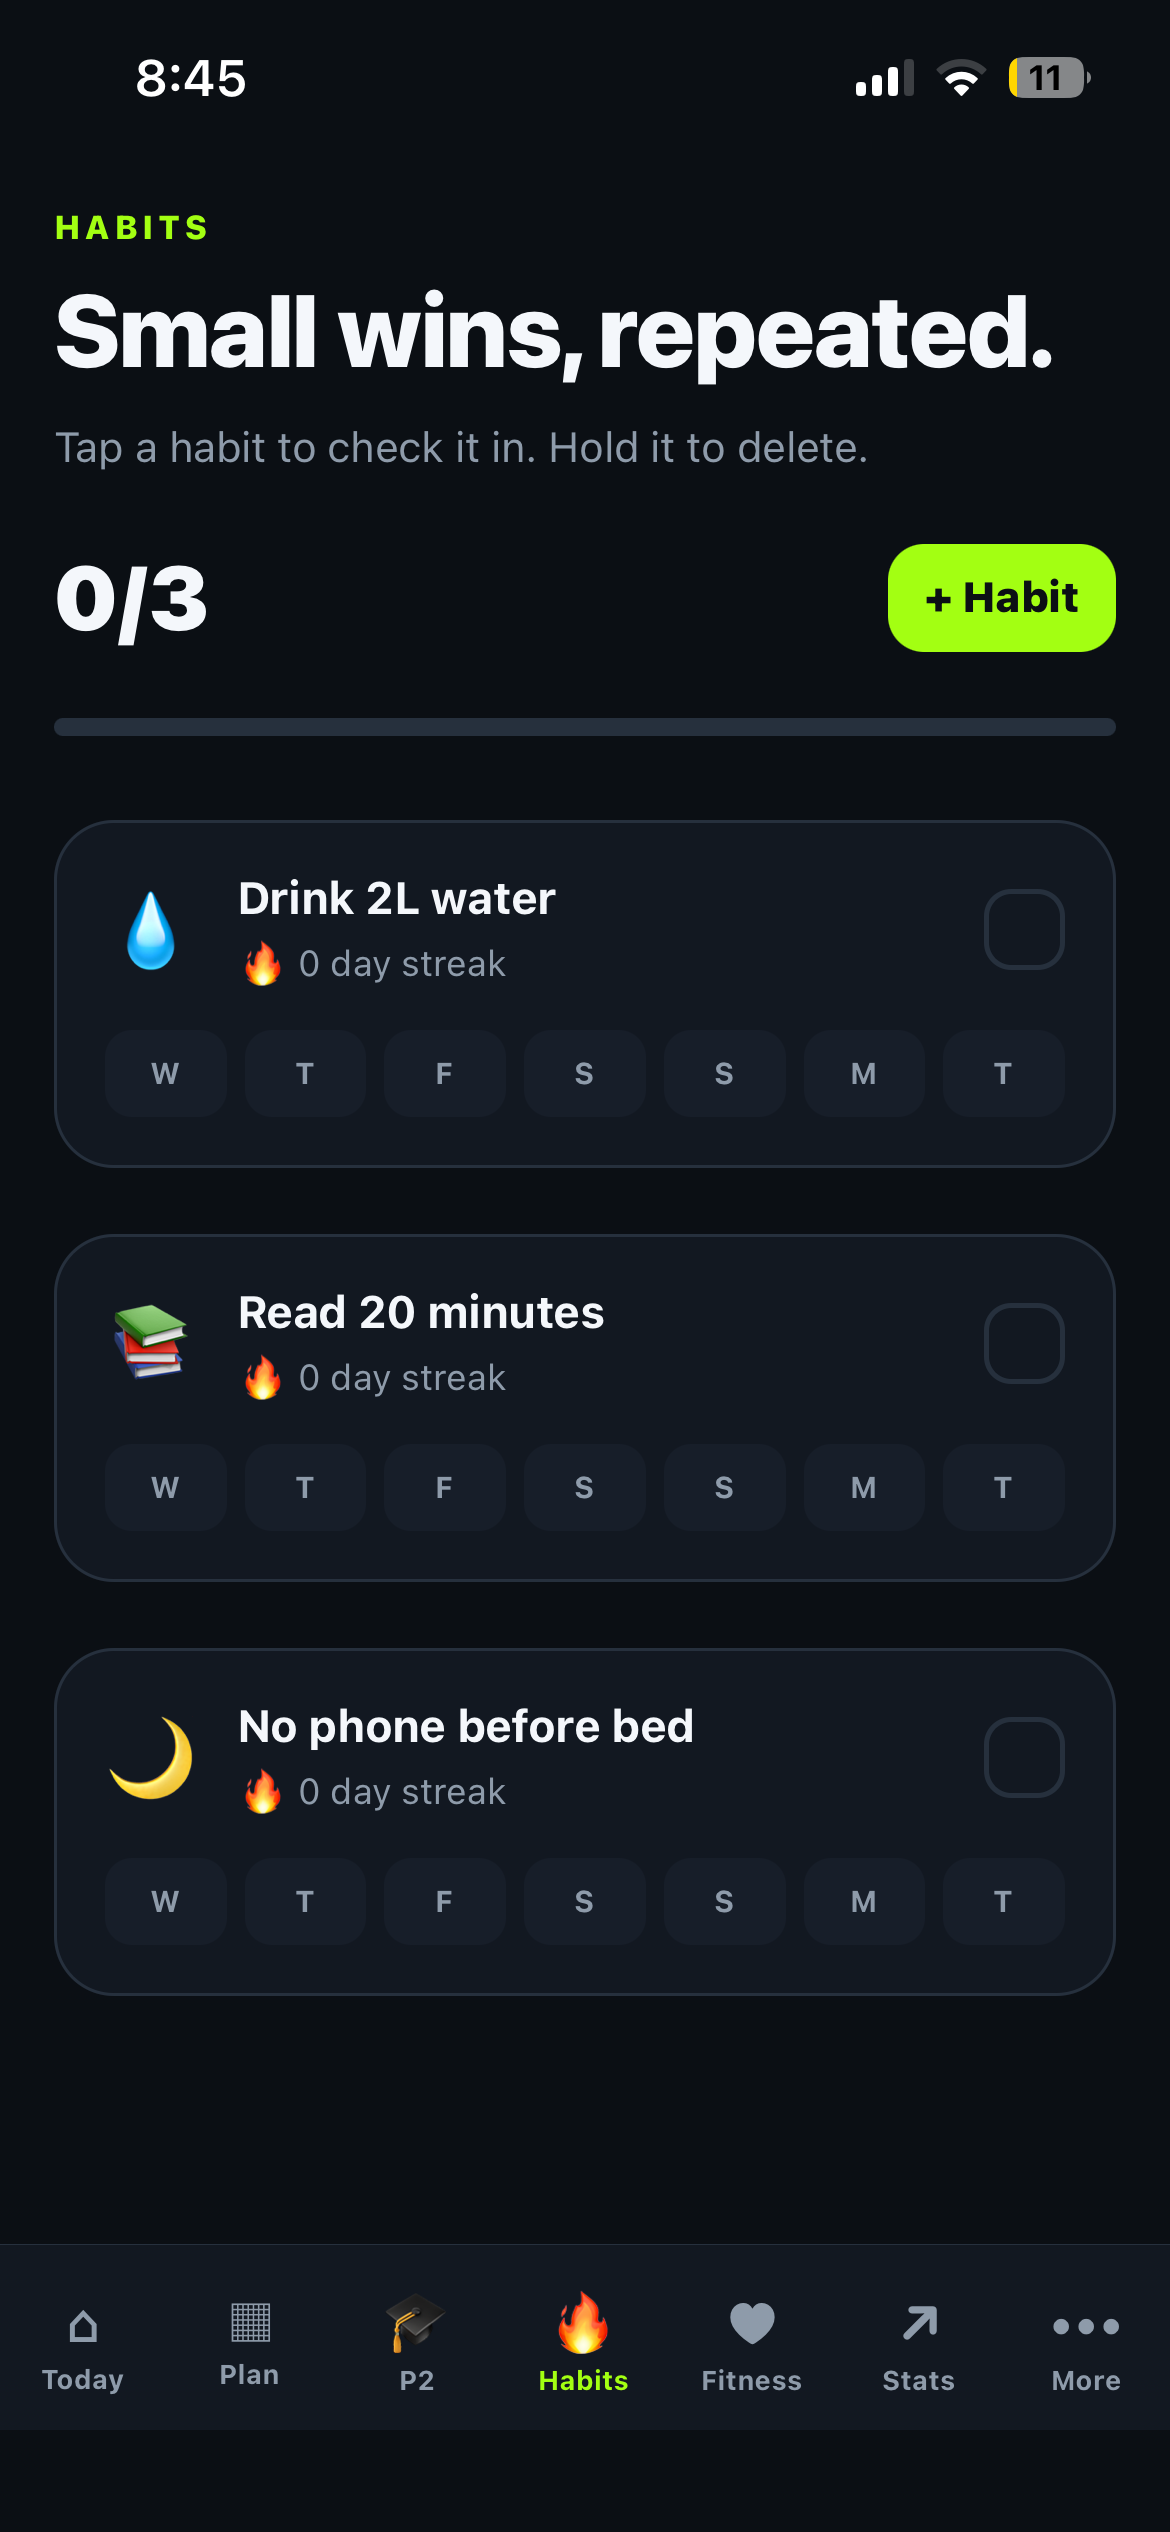 8:45
11
HABITS
Small wins, repeated.
Tap a habit to check it in. Hold it to delete.
0/3
+ Habit
Drink 2L water
🔥 0 day streak
W T F S S M T
Read 20 minutes
🔥 0 day streak
W T F S S M T
No phone before bed
🔥 0 day streak
W T F S S M T
Today Plan P2 Habits Fitness Stats More